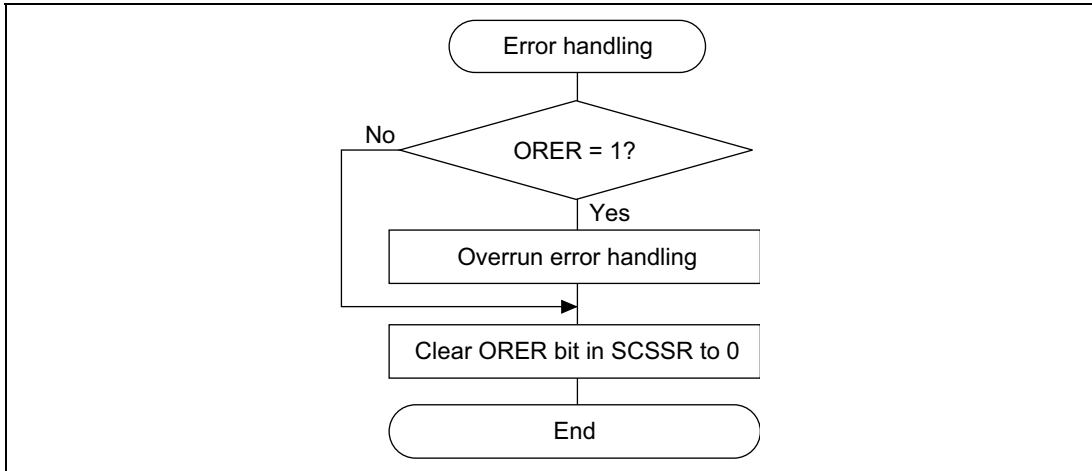 Error handling
No
ORER = 1?
Yes
Overrun error handling
Clear ORER bit in SCSSR to 0
End